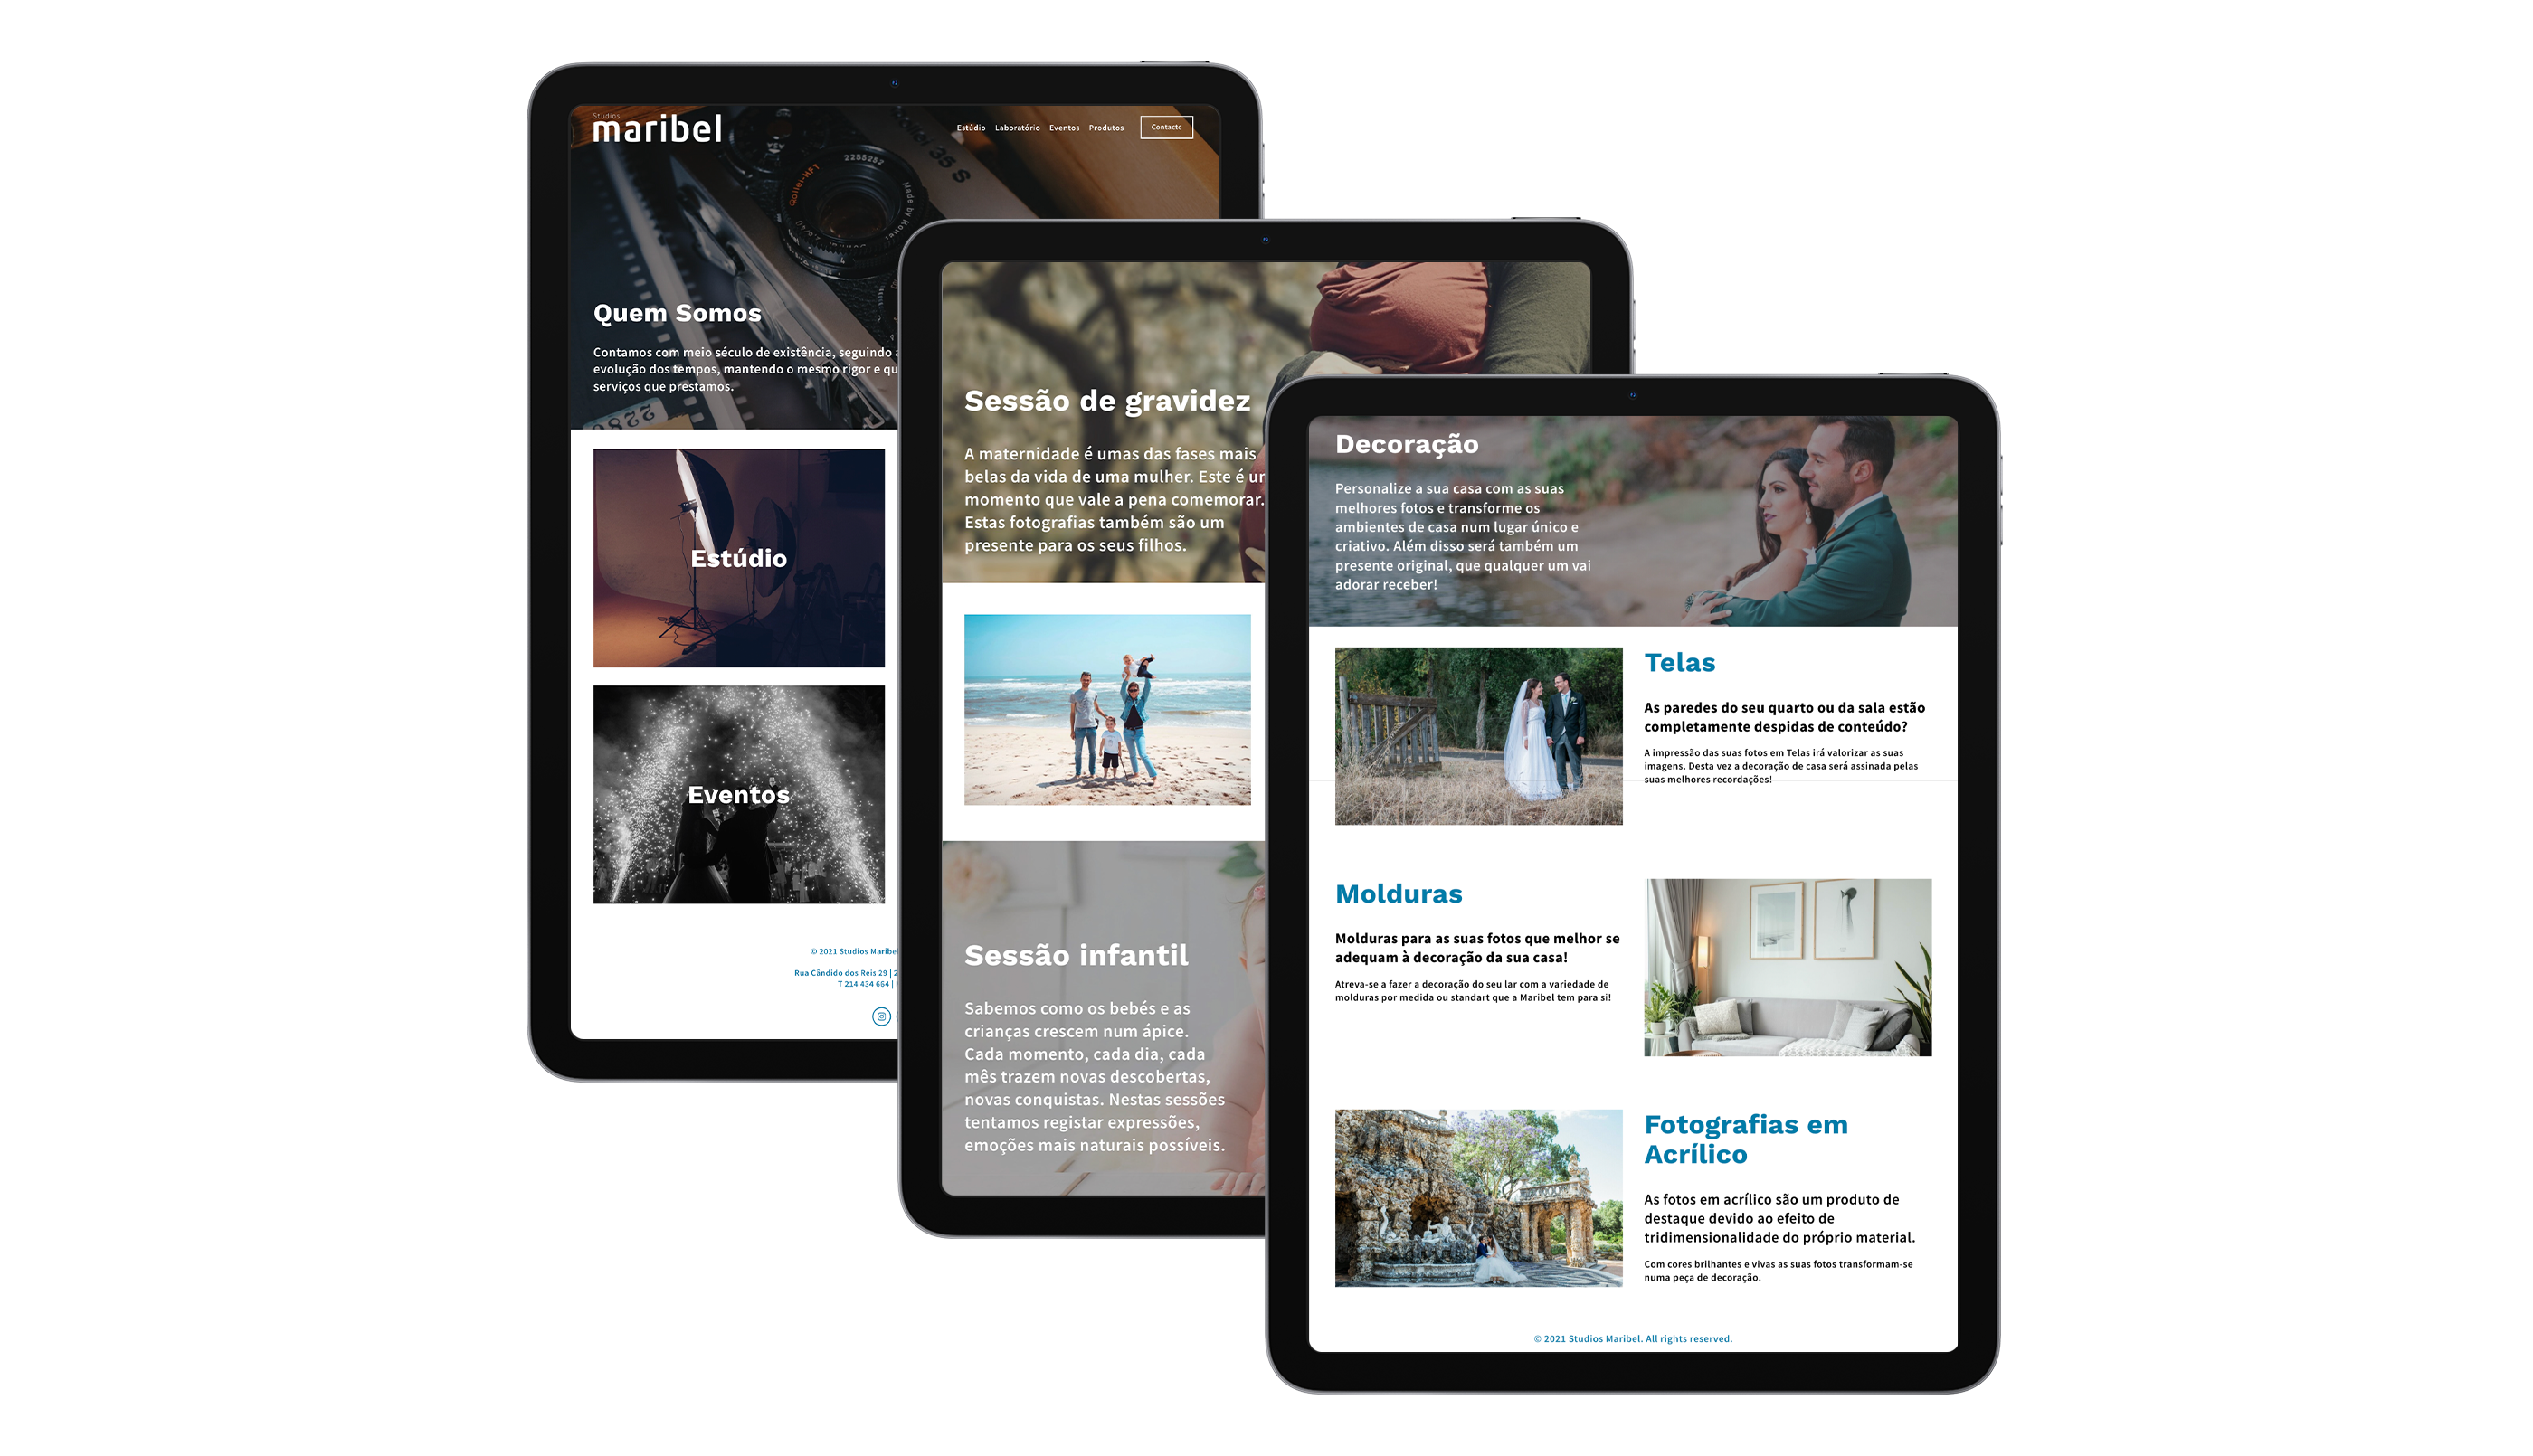 Studios
maribel
Estúdio Laboratório Eventos Produtos Contacto
2288252
35 S
Rollei-HFT
Made by
Quem Somos
Contamos com meio século de existência, seguindo
evolução dos tempos, mantendo o mesmo rigor e
serviços que prestamos.
Estúdio
Eventos
© 2021 Studios
Rua Cândido dos Reis 29 |
T 214 434 664 |
Sessão de gravidez
A maternidade é umas das fases mais
belas da vida de uma mulher. Este é
momento que vale a pena comemorar.
Estas fotografias também são um
presente para os seus filhos.
Sessão infantil
Sabemos como os bebés e as
crianças crescem num ápice.
Cada momento, cada dia, cada
mês trazem novas descobertas,
novas conquistas. Nestas sessões
tentamos registar expressões,
emoções mais naturais possíveis.
Decoração
Personalize a sua casa com as suas
melhores fotos e transforme os
ambientes de casa num lugar único e
criativo. Além disso será também um
presente original, que qualquer um vai
adorar receber!
Telas
As paredes do seu quarto ou da sala estão
completamente despidas de conteúdo?
A impressão das suas fotos em Telas irá valorizar as suas
imagens. Desta vez a decoração de casa será assinada pelas
suas melhores recordações!
Molduras
Molduras para as suas fotos que melhor se
adequam à decoração da sua casa!
Atreva-se a fazer a decoração do seu lar com a variedade de
molduras por medida ou standart que a Maribel tem para si!
Fotografias em
Acrílico
As fotos em acrílico são um produto de
destaque devido ao efeito de
tridimensionalidade do próprio material.
Com cores brilhantes e vivas as suas fotos transformam-se
numa peça de decoração.
© 2021 Studios Maribel. All rights reserved.